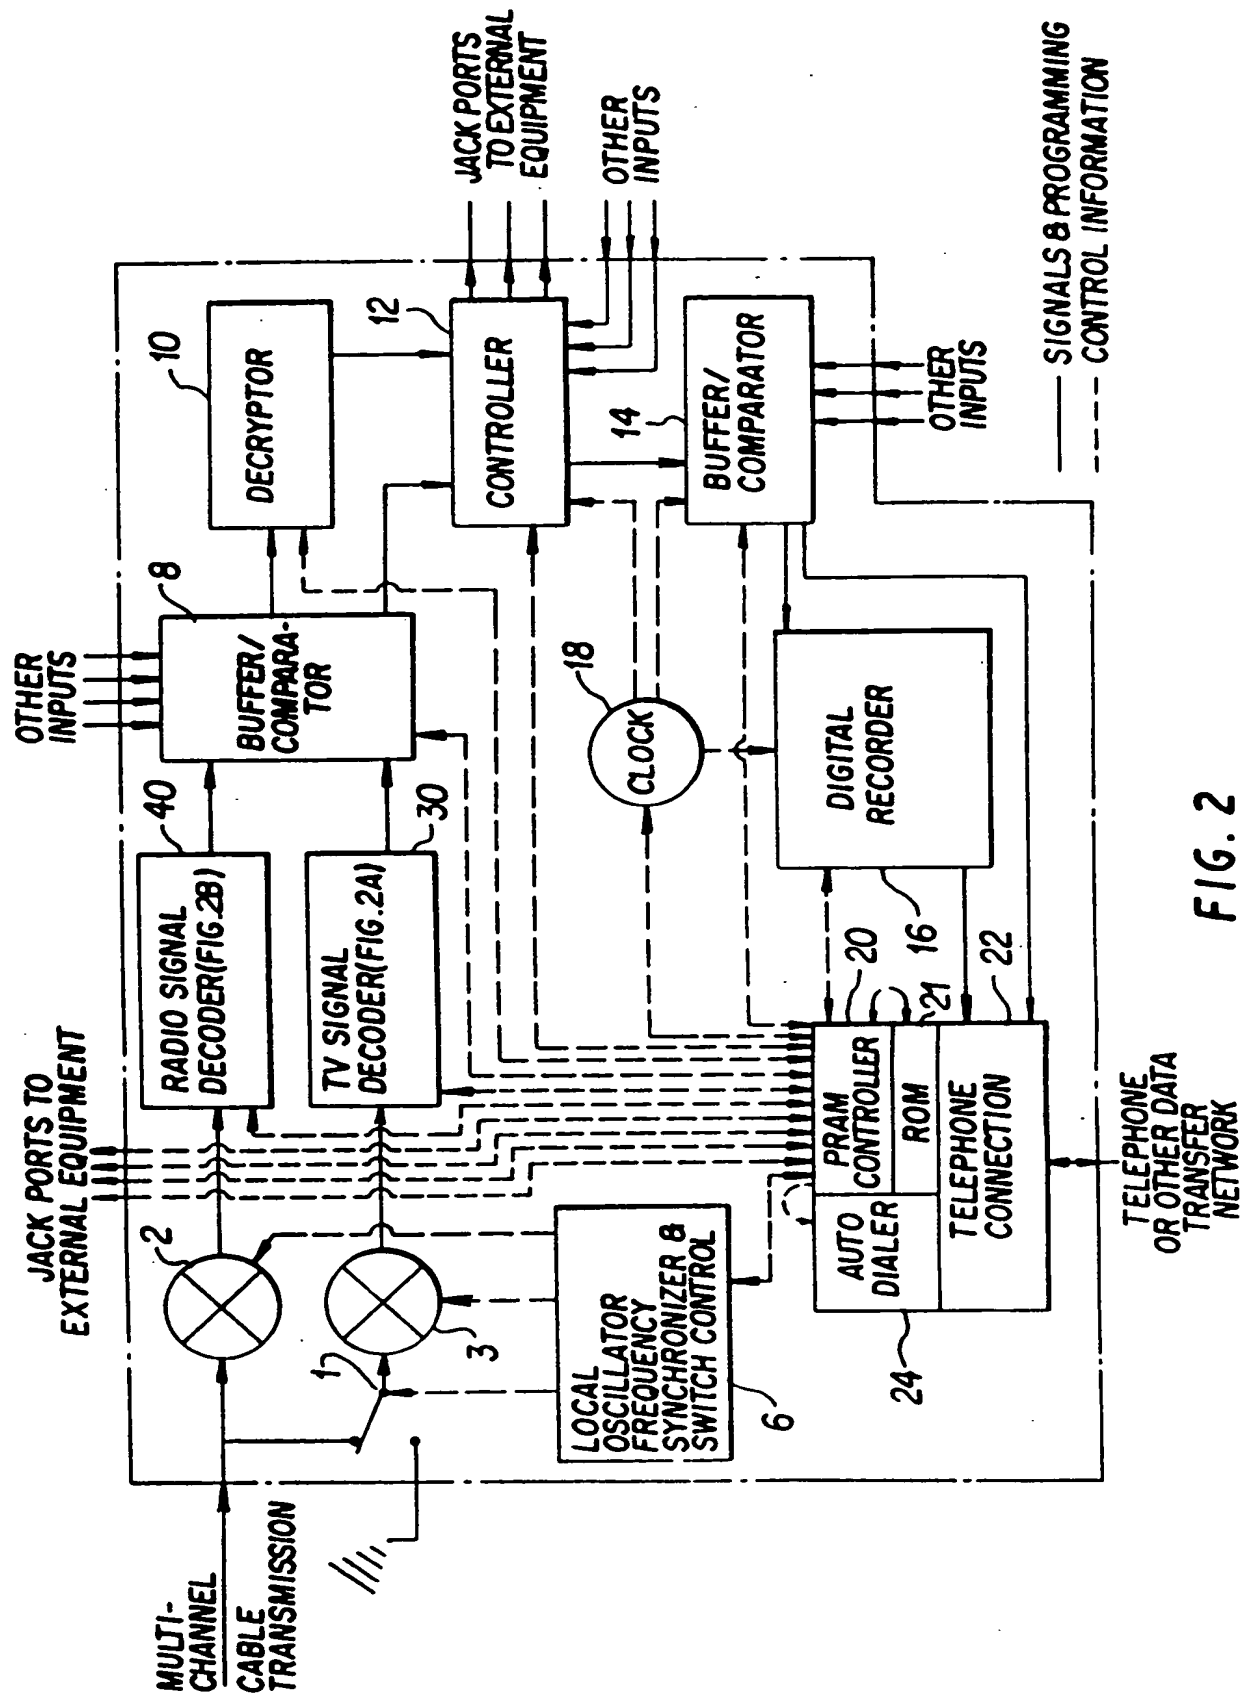 MULTI-
CHANNEL
CABLE
TRANSMISSION
JACK PORTS TO
EXTERNAL EQUIPMENT
OTHER
INPUTS
2
RADIO SIGNAL
DECODER(FIG.2B)
40
BUFFER/
COMPARA-
TOR
8
DECRYPTOR
10
1
3
TV SIGNAL
DECODER(FIG.2A)
30
CONTROLLER
12
JACK PORTS
TO EXTERNAL
EQUIPMENT
OTHER
INPUTS
LOCAL
OSCILLATOR
FREQUENCY
SYNCHRONIZER &
SWITCH CONTROL
6
CLOCK
18
BUFFER/
COMPARATOR
14
OTHER
INPUTS
AUTO
DIALER
24
PRAM
CONTROLLER
20
ROM
21
TELEPHONE
CONNECTION
22
DIGITAL
RECORDER
16
TELEPHONE
OR OTHER DATA
TRANSFER
NETWORK
SIGNALS & PROGRAMMING
CONTROL INFORMATION
FIG. 2